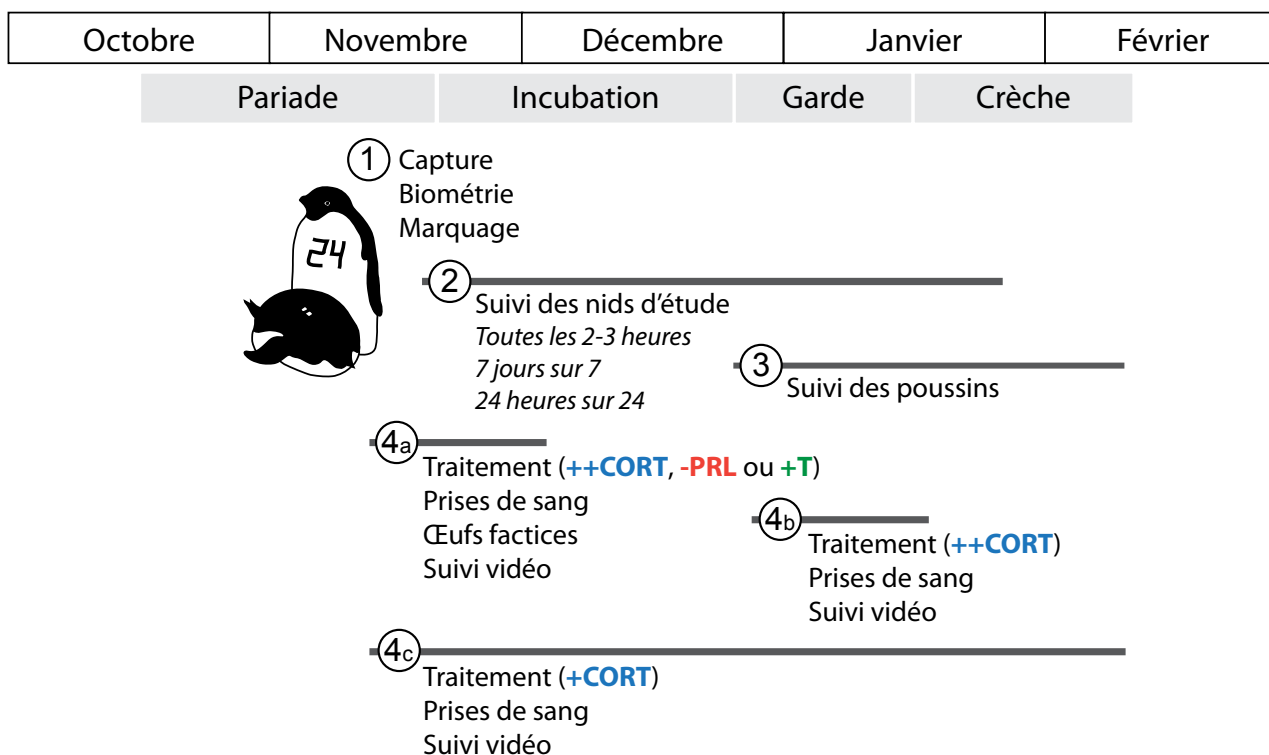 Octobre Novembre Décembre Janvier Février
Pariade Incubation Garde Crèche
1 Capture
Biométrie
Marquage
24
2
Suivi des nids d'étude
Toutes les 2-3 heures
7 jours sur 7
24 heures sur 24
3
Suivi des poussins
4a
Traitement (++CORT, -PRL ou +T)
Prises de sang
Œufs factices
Suivi vidéo
4b
Traitement (++CORT)
Prises de sang
Suivi vidéo
4c
Traitement (+CORT)
Prises de sang
Suivi vidéo